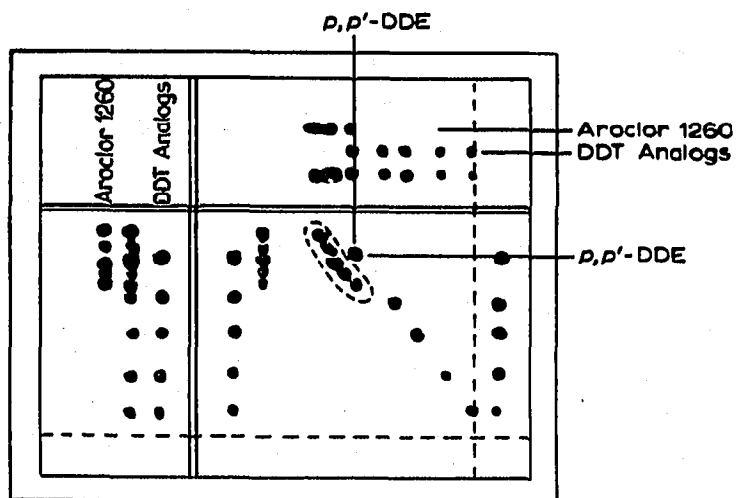 p,p'-DDE
Aroclor 1260
DDT Analogs
Aroclor 1260
DDT Analogs
p,p'-DDE